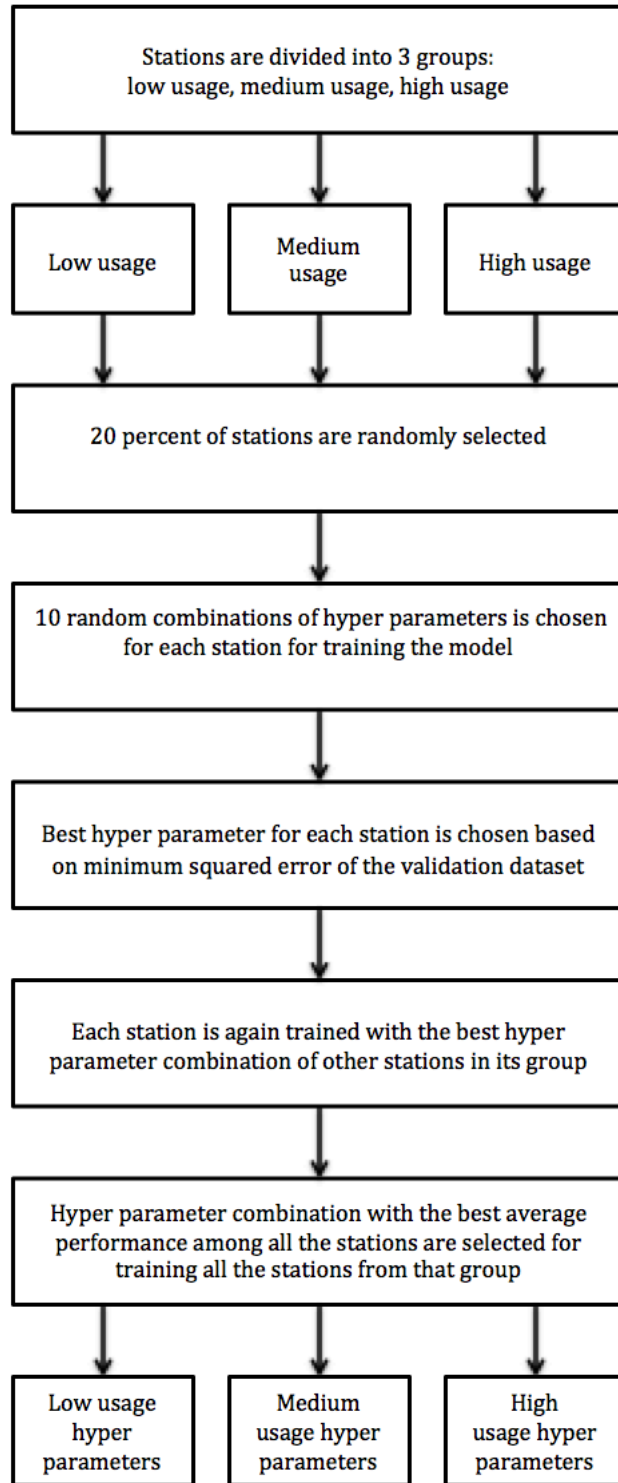 Stations are divided into 3 groups:
low usage, medium usage, high usage
Low usage
Medium
usage
High usage
20 percent of stations are randomly selected
10 random combinations of hyper parameters is chosen
for each station for training the model
Best hyper parameter for each station is chosen based
on minimum squared error of the validation dataset
Each station is again trained with the best hyper
parameter combination of other stations in its group
Hyper parameter combination with the best average
performance among all the stations are selected for
training all the stations from that group
Low usage
hyper
parameters
Medium
usage hyper
parameters
High
usage hyper
parameters